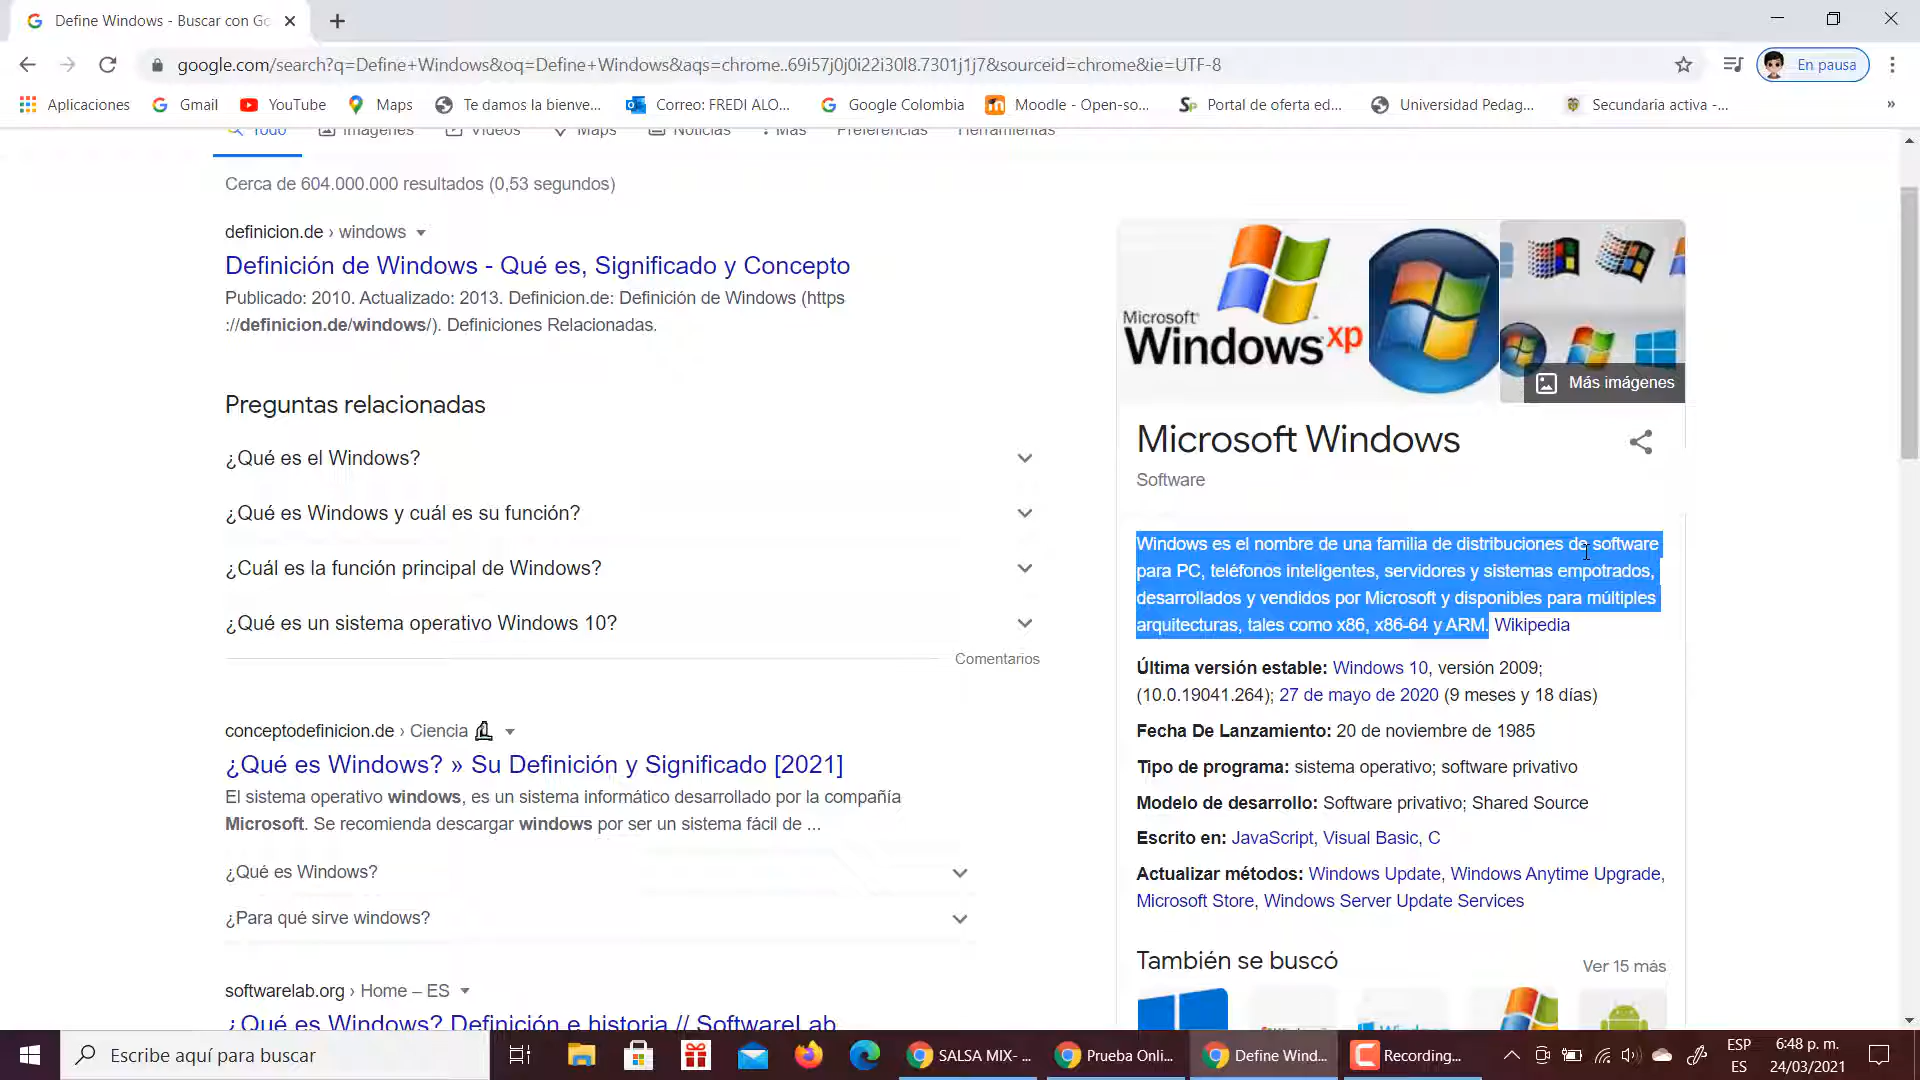 Define Windows - Buscar con Go
google.com/search?q=Define+Windows&oq=Define+Windows&aqs=chrome..69i57j0j0i22i30l8.7301j1j7&sourceid=chrome&ie=UTF-8
En pausa
Aplicaciones
Gmail
YouTube
Maps
Te damos la bienve...
Correo: FREDI ALO...
Google Colombia
Moodle - Open-so...
Portal de oferta ed...
Universidad Pedag...
Secundaria activa -...
»
Todo
Imágenes
Videos
Maps
Noticias
Más
Preferencias
Herramientas
Cerca de 604.000.000 resultados (0,53 segundos)
definicion.de › windows
Definición de Windows - Qué es, Significado y Concepto
Publicado: 2010. Actualizado: 2013. Definicion.de: Definición de Windows (https
://definicion.de/windows/). Definiciones Relacionadas.
Preguntas relacionadas
¿Qué es el Windows?
¿Qué es Windows y cuál es su función?
¿Cuál es la función principal de Windows?
¿Qué es un sistema operativo Windows 10?
Comentarios
conceptodefinicion.de › Ciencia
¿Qué es Windows? » Su Definición y Significado [2021]
El sistema operativo windows, es un sistema informático desarrollado por la compañía
Microsoft. Se recomienda descargar windows por ser un sistema fácil de ...
¿Qué es Windows?
¿Para qué sirve windows?
softwarelab.org › Home – ES
¿Qué es Windows? Definición e historia // SoftwareLab
Microsoft
Windows xp
Más imágenes
Microsoft Windows
Software
Windows es el nombre de una familia de distribuciones de software
para PC, teléfonos inteligentes, servidores y sistemas empotrados,
desarrollados y vendidos por Microsoft y disponibles para múltiples
arquitecturas, tales como x86, x86-64 y ARM. Wikipedia
Última versión estable: Windows 10, versión 2009;
(10.0.19041.264); 27 de mayo de 2020 (9 meses y 18 días)
Fecha De Lanzamiento: 20 de noviembre de 1985
Tipo de programa: sistema operativo; software privativo
Modelo de desarrollo: Software privativo; Shared Source
Escrito en: JavaScript, Visual Basic, C
Actualizar métodos: Windows Update, Windows Anytime Upgrade,
Microsoft Store, Windows Server Update Services
También se buscó
Ver 15 más
Escribe aquí para buscar
SALSA MIX- ...
Prueba Onli...
Define Wind...
Recording...
ESP
ES
6:48 p. m.
24/03/2021